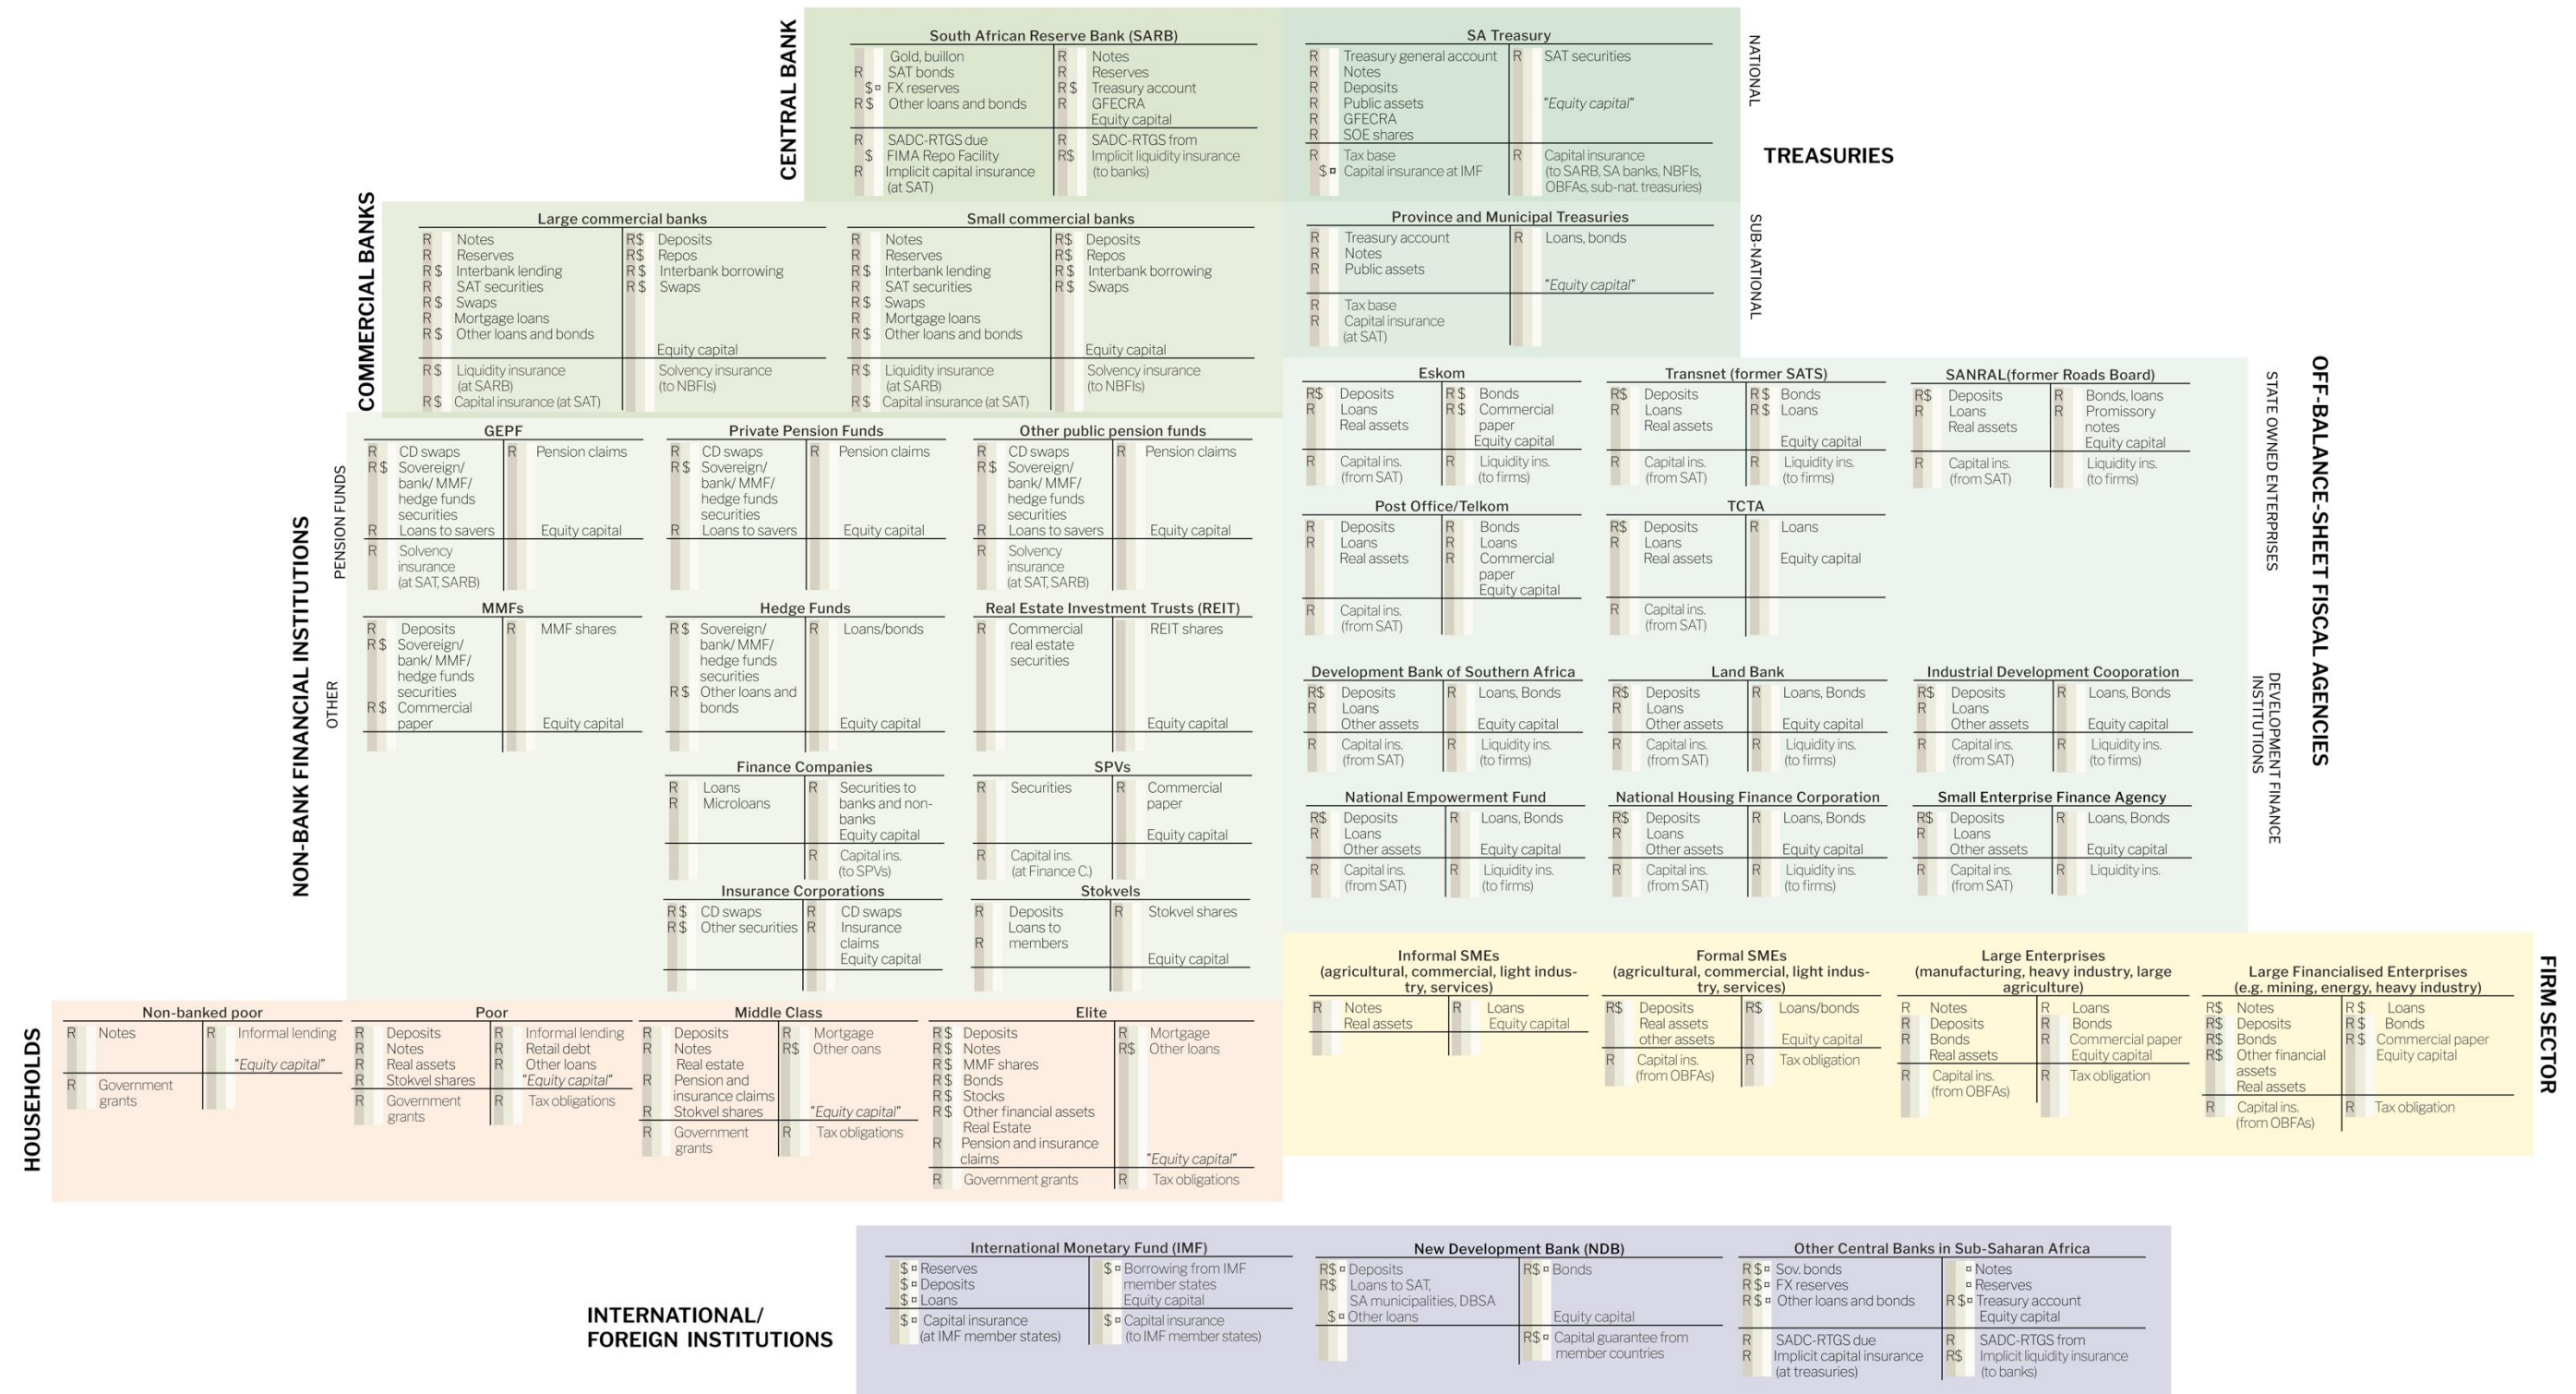 CENTRAL BANK
South African Reserve Bank (SARB)
Gold, buillon
R SAT bonds
$¤ FX reserves
R$ Other loans and bonds
R Notes
R Reserves
R$ Treasury account
R GFECRA
Equity capital
R SADC-RTGS due
$ FIMA Repo Facility
R Implicit capital insurance
(at SAT)
R SADC-RTGS from
R$ Implicit liquidity insurance
(to banks)
TREASURIES
NATIONAL
SA Treasury
R Treasury general account
R Notes
R Deposits
R Public assets
R GFECRA
R SOE shares
R SAT securities
"Equity capital"
R Tax base
$¤ Capital insurance at IMF
R Capital insurance
(to SARB, SA banks, NBFIs,
OBFAs, sub-nat. treasuries)
SUB-NATIONAL
Province and Municipal Treasuries
R Treasury account
R Notes
R Public assets
R Loans, bonds
"Equity capital"
R Tax base
R Capital insurance
(at SAT)
COMMERCIAL BANKS
Large commercial banks
R Notes
R Reserves
R$ Interbank lending
R SAT securities
R$ Swaps
R Mortgage loans
R$ Other loans and bonds
R$ Deposits
R$ Repos
R$ Interbank borrowing
R$ Swaps
Equity capital
R$ Liquidity insurance
(at SARB)
R$ Capital insurance (at SAT)
Solvency insurance
(to NBFIs)
Small commercial banks
R Notes
R Reserves
R$ Interbank lending
R SAT securities
R$ Swaps
R Mortgage loans
R$ Other loans and bonds
R$ Deposits
R$ Repos
R$ Interbank borrowing
R$ Swaps
Equity capital
R$ Liquidity insurance
(at SARB)
R$ Capital insurance (at SAT)
Solvency insurance
(to NBFIs)
NON-BANK FINANCIAL INSTITUTIONS
PENSION FUNDS
GEPF
R CD swaps
R$ Sovereign/
bank/ MMF/
hedge funds
securities
R Loans to savers
R Pension claims
Equity capital
R Solvency
insurance
(at SAT, SARB)
Private Pension Funds
R CD swaps
R$ Sovereign/
bank/ MMF/
hedge funds
securities
R Loans to savers
R Pension claims
Equity capital
Other public pension funds
R CD swaps
R$ Sovereign/
bank/ MMF/
hedge funds
securities
R Loans to savers
R Pension claims
Equity capital
R Solvency
insurance
(at SAT, SARB)
OTHER
MMFs
R Deposits
R$ Sovereign/
bank/ MMF/
hedge funds
securities
R$ Commercial
paper
R MMF shares
Equity capital
Hedge Funds
R$ Sovereign/
bank/ MMF/
hedge funds
securities
R$ Other loans and
bonds
R Loans/bonds
Equity capital
Real Estate Investment Trusts (REIT)
R Commercial
real estate
securities
REIT shares
Equity capital
Finance Companies
R Loans
R Microloans
R Securities to
banks and non-
banks
Equity capital
R Capital ins.
(to SPVs)
SPVs
R Securities
R Commercial
paper
Equity capital
R Capital ins.
(at Finance C.)
Insurance Corporations
R$ CD swaps
R$ Other securities
R CD swaps
R Insurance
claims
Equity capital
Stokvels
R Deposits
Loans to
R members
R Stokvel shares
Equity capital
OFF-BALANCE-SHEET FISCAL AGENCIES
STATE OWNED ENTERPRISES
Eskom
R$ Deposits
R Loans
Real assets
R$ Bonds
R$ Commercial
paper
Equity capital
R Capital ins.
(from SAT)
R Liquidity ins.
(to firms)
Transnet (former SATS)
R$ Deposits
R Loans
Real assets
R$ Bonds
R$ Loans
Equity capital
R Capital ins.
(from SAT)
R Liquidity ins.
(to firms)
SANRAL(former Roads Board)
R$ Deposits
R Loans
Real assets
R Bonds, loans
R Promissory
notes
Equity capital
R Capital ins.
(from SAT)
Liquidity ins.
(to firms)
Post Office/Telkom
R Deposits
R Loans
Real assets
R Bonds
R Loans
R Commercial
paper
Equity capital
R Capital ins.
(from SAT)
TCTA
R$ Deposits
R Loans
Real assets
R Loans
Equity capital
R Capital ins.
(from SAT)
DEVELOPMENT FINANCE
INSTITUTIONS
Development Bank of Southern Africa
R$ Deposits
R Loans
Other assets
R Loans, Bonds
Equity capital
R Capital ins.
(from SAT)
R Liquidity ins.
(to firms)
Land Bank
R$ Deposits
R Loans
Other assets
R Loans, Bonds
Equity capital
R Capital ins.
(from SAT)
R Liquidity ins.
(to firms)
Industrial Development Cooporation
R$ Deposits
R Loans
Other assets
R Loans, Bonds
Equity capital
R Capital ins.
(from SAT)
R Liquidity ins.
(to firms)
National Empowerment Fund
R$ Deposits
R Loans
Other assets
R Loans, Bonds
Equity capital
R Capital ins.
(from SAT)
R Liquidity ins.
(to firms)
National Housing Finance Corporation
R$ Deposits
R Loans
Other assets
R Loans, Bonds
Equity capital
R Capital ins.
(from SAT)
R Liquidity ins.
(to firms)
Small Enterprise Finance Agency
R$ Deposits
R Loans
Other assets
R Loans, Bonds
Equity capital
R Capital ins.
(from SAT)
R Liquidity ins.
FIRM SECTOR
Informal SMEs
(agricultural, commercial, light indus-
try, services)
R Notes
Real assets
R Loans
Equity capital
Formal SMEs
(agricultural, commercial, light indus-
try, services)
R$ Deposits
Real assets
other assets
R$ Loans/bonds
Equity capital
R Capital ins.
(from OBFAs)
R Tax obligation
Large Enterprises
(manufacturing, heavy industry, large
agriculture)
R Notes
R Deposits
R Bonds
Real assets
R Loans
R Bonds
R Commercial paper
Equity capital
R Capital ins.
(from OBFAs)
R Tax obligation
Large Financialised Enterprises
(e.g. mining, energy, heavy industry)
R$ Notes
R$ Deposits
R$ Bonds
R$ Other financial
assets
Real assets
R$ Loans
R$ Bonds
R$ Commercial paper
Equity capital
R Capital ins.
(from OBFAs)
R Tax obligation
HOUSEHOLDS
Non-banked poor
R Notes
R Informal lending
"Equity capital"
R Government
grants
Poor
R Deposits
R Notes
R Real assets
R Stokvel shares
R Informal lending
R Retail debt
R Other loans
"Equity capital"
R Government
grants
R Tax obligations
Middle Class
R Deposits
R Notes
Real estate
R Pension and
insurance claims
R Stokvel shares
R Mortgage
R$ Other oans
"Equity capital"
R Government
grants
R Tax obligations
Elite
R$ Deposits
R$ Notes
R$ MMF shares
R$ Bonds
R$ Stocks
R$ Other financial assets
Real Estate
R Pension and insurance
claims
R Mortgage
R$ Other loans
"Equity capital"
R Government grants
R Tax obligations
INTERNATIONAL/
FOREIGN INSTITUTIONS
International Monetary Fund (IMF)
$¤ Reserves
$¤ Deposits
$¤ Loans
$¤ Borrowing from IMF
member states
Equity capital
$¤ Capital insurance
(at IMF member states)
$¤ Capital insurance
(to IMF member states)
New Development Bank (NDB)
R$¤ Deposits
R$ Loans to SAT,
SA municipalities, DBSA
$¤ Other loans
R$¤ Bonds
Equity capital
R$¤ Capital guarantee from
member countries
Other Central Banks in Sub-Saharan Africa
R$¤ Sov. bonds
R$¤ FX reserves
R$¤ Other loans and bonds
¤ Notes
¤ Reserves
R$¤ Treasury account
Equity capital
R SADC-RTGS due
R Implicit capital insurance
(at treasuries)
R SADC-RTGS from
R$ Implicit liquidity insurance
(to banks)